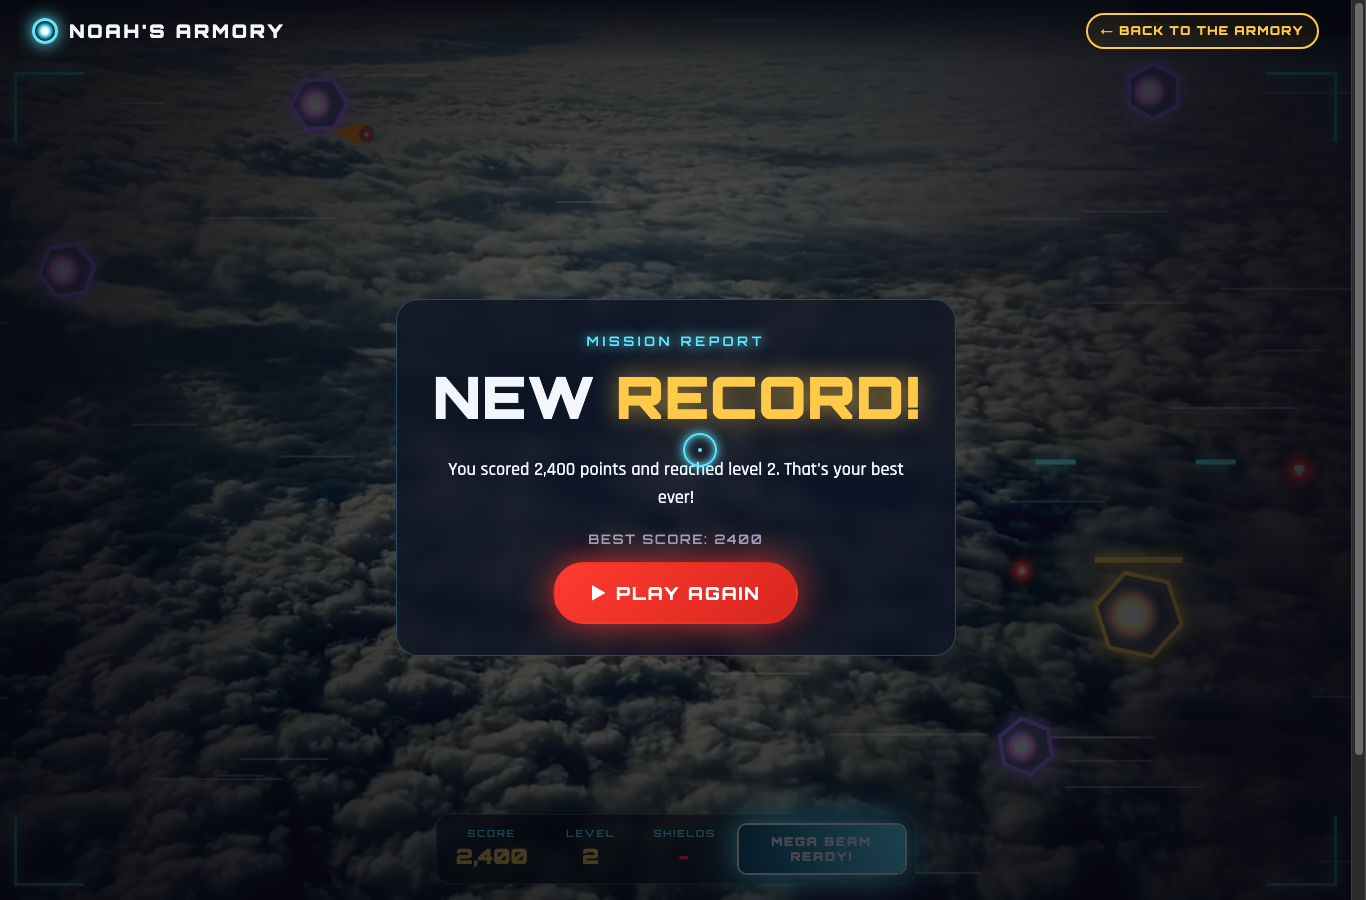 NOAH'S ARMORY
← BACK TO THE ARMORY
MISSION REPORT
NEW RECORD!
You scored 2,400 points and reached level 2. That's your best
ever!
BEST SCORE: 2400
▶ PLAY AGAIN
SCORE LEVEL SHIELDS
2,400 2 -
MEGA BEAM
READY!